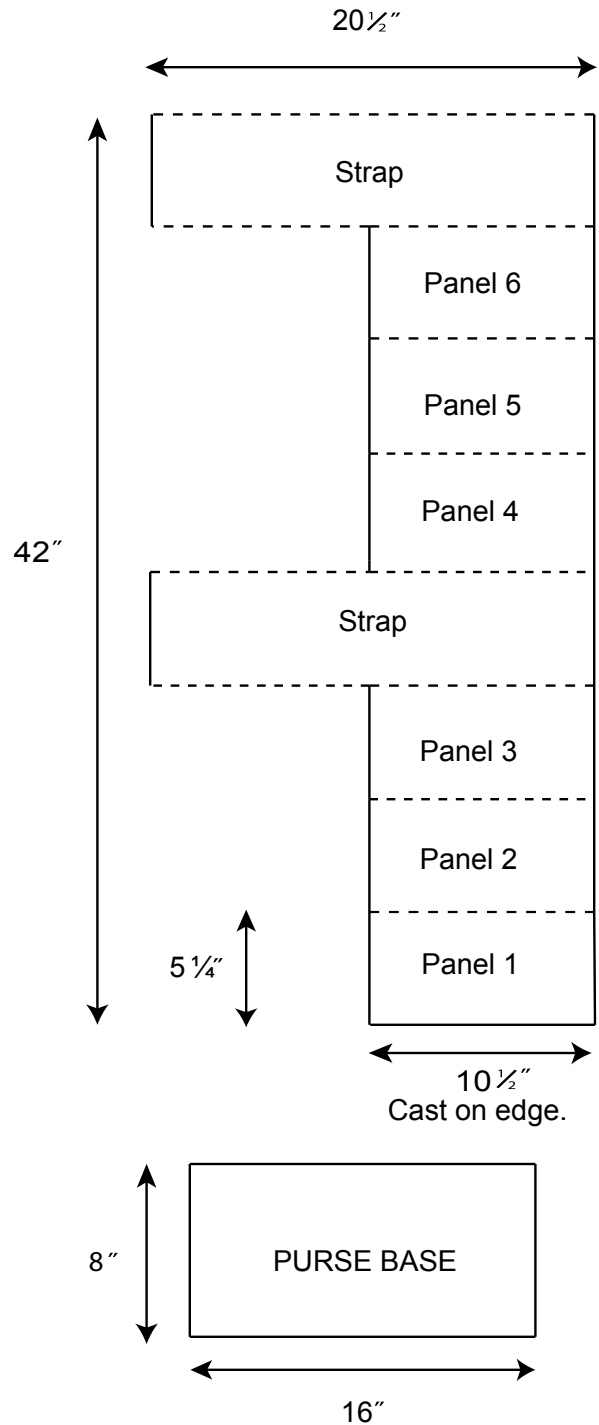 20½″
Strap
Panel 6
Panel 5
Panel 4
42″
Strap
Panel 3
Panel 2
5¼″
Panel 1
10½″
Cast on edge.
8″
PURSE BASE
16″